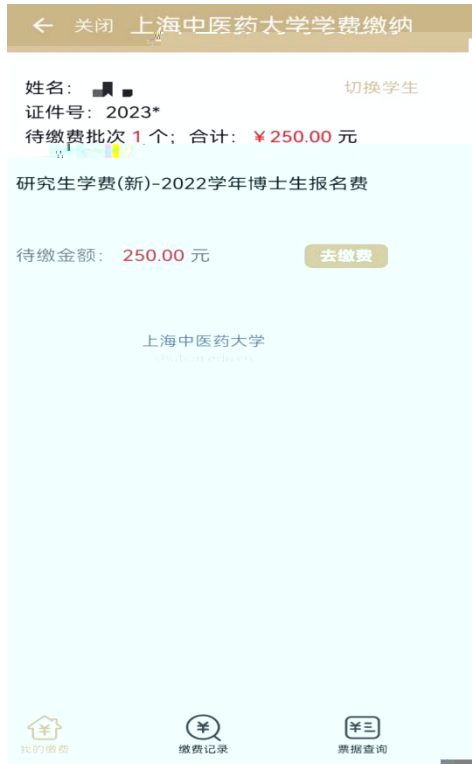 关闭 上海中医药大学学费缴纳
姓名：
切换学生
证件号：2023*
待缴费批次 1 个；合计：￥250.00 元
研究生学费(新)-2022学年博士生报名费
待缴金额：250.00 元
去缴费
上海中医药大学
我的缴费
缴费记录
票据查询